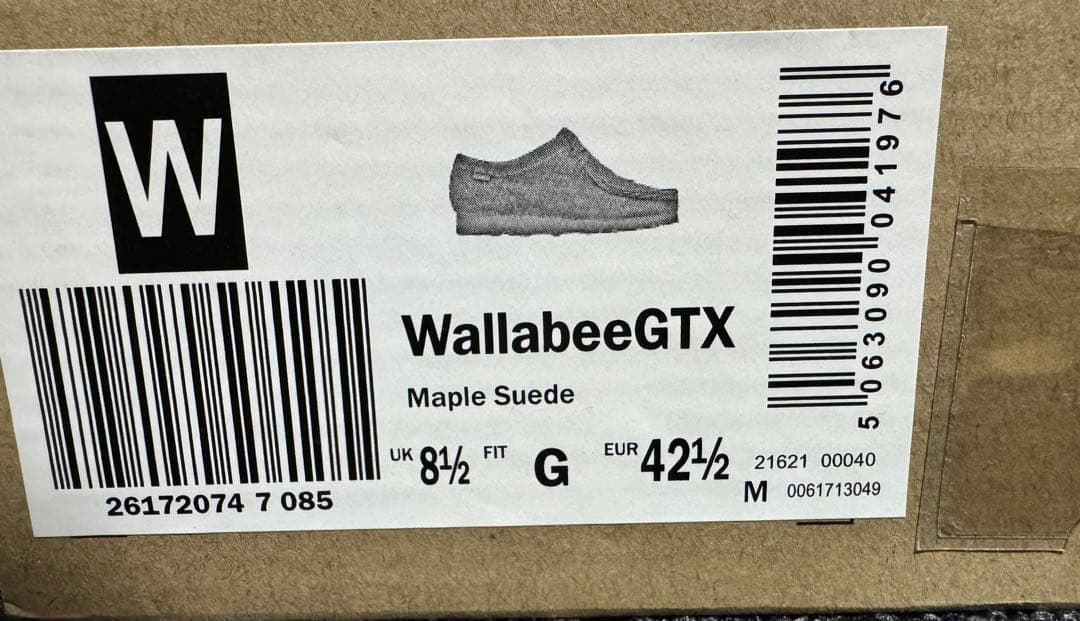 W
WallabeeGTX
Maple Suede
UK 8½ FIT G EUR 42½
26172074 7 085
5 063090 041976
21621 00040
M 0061713049